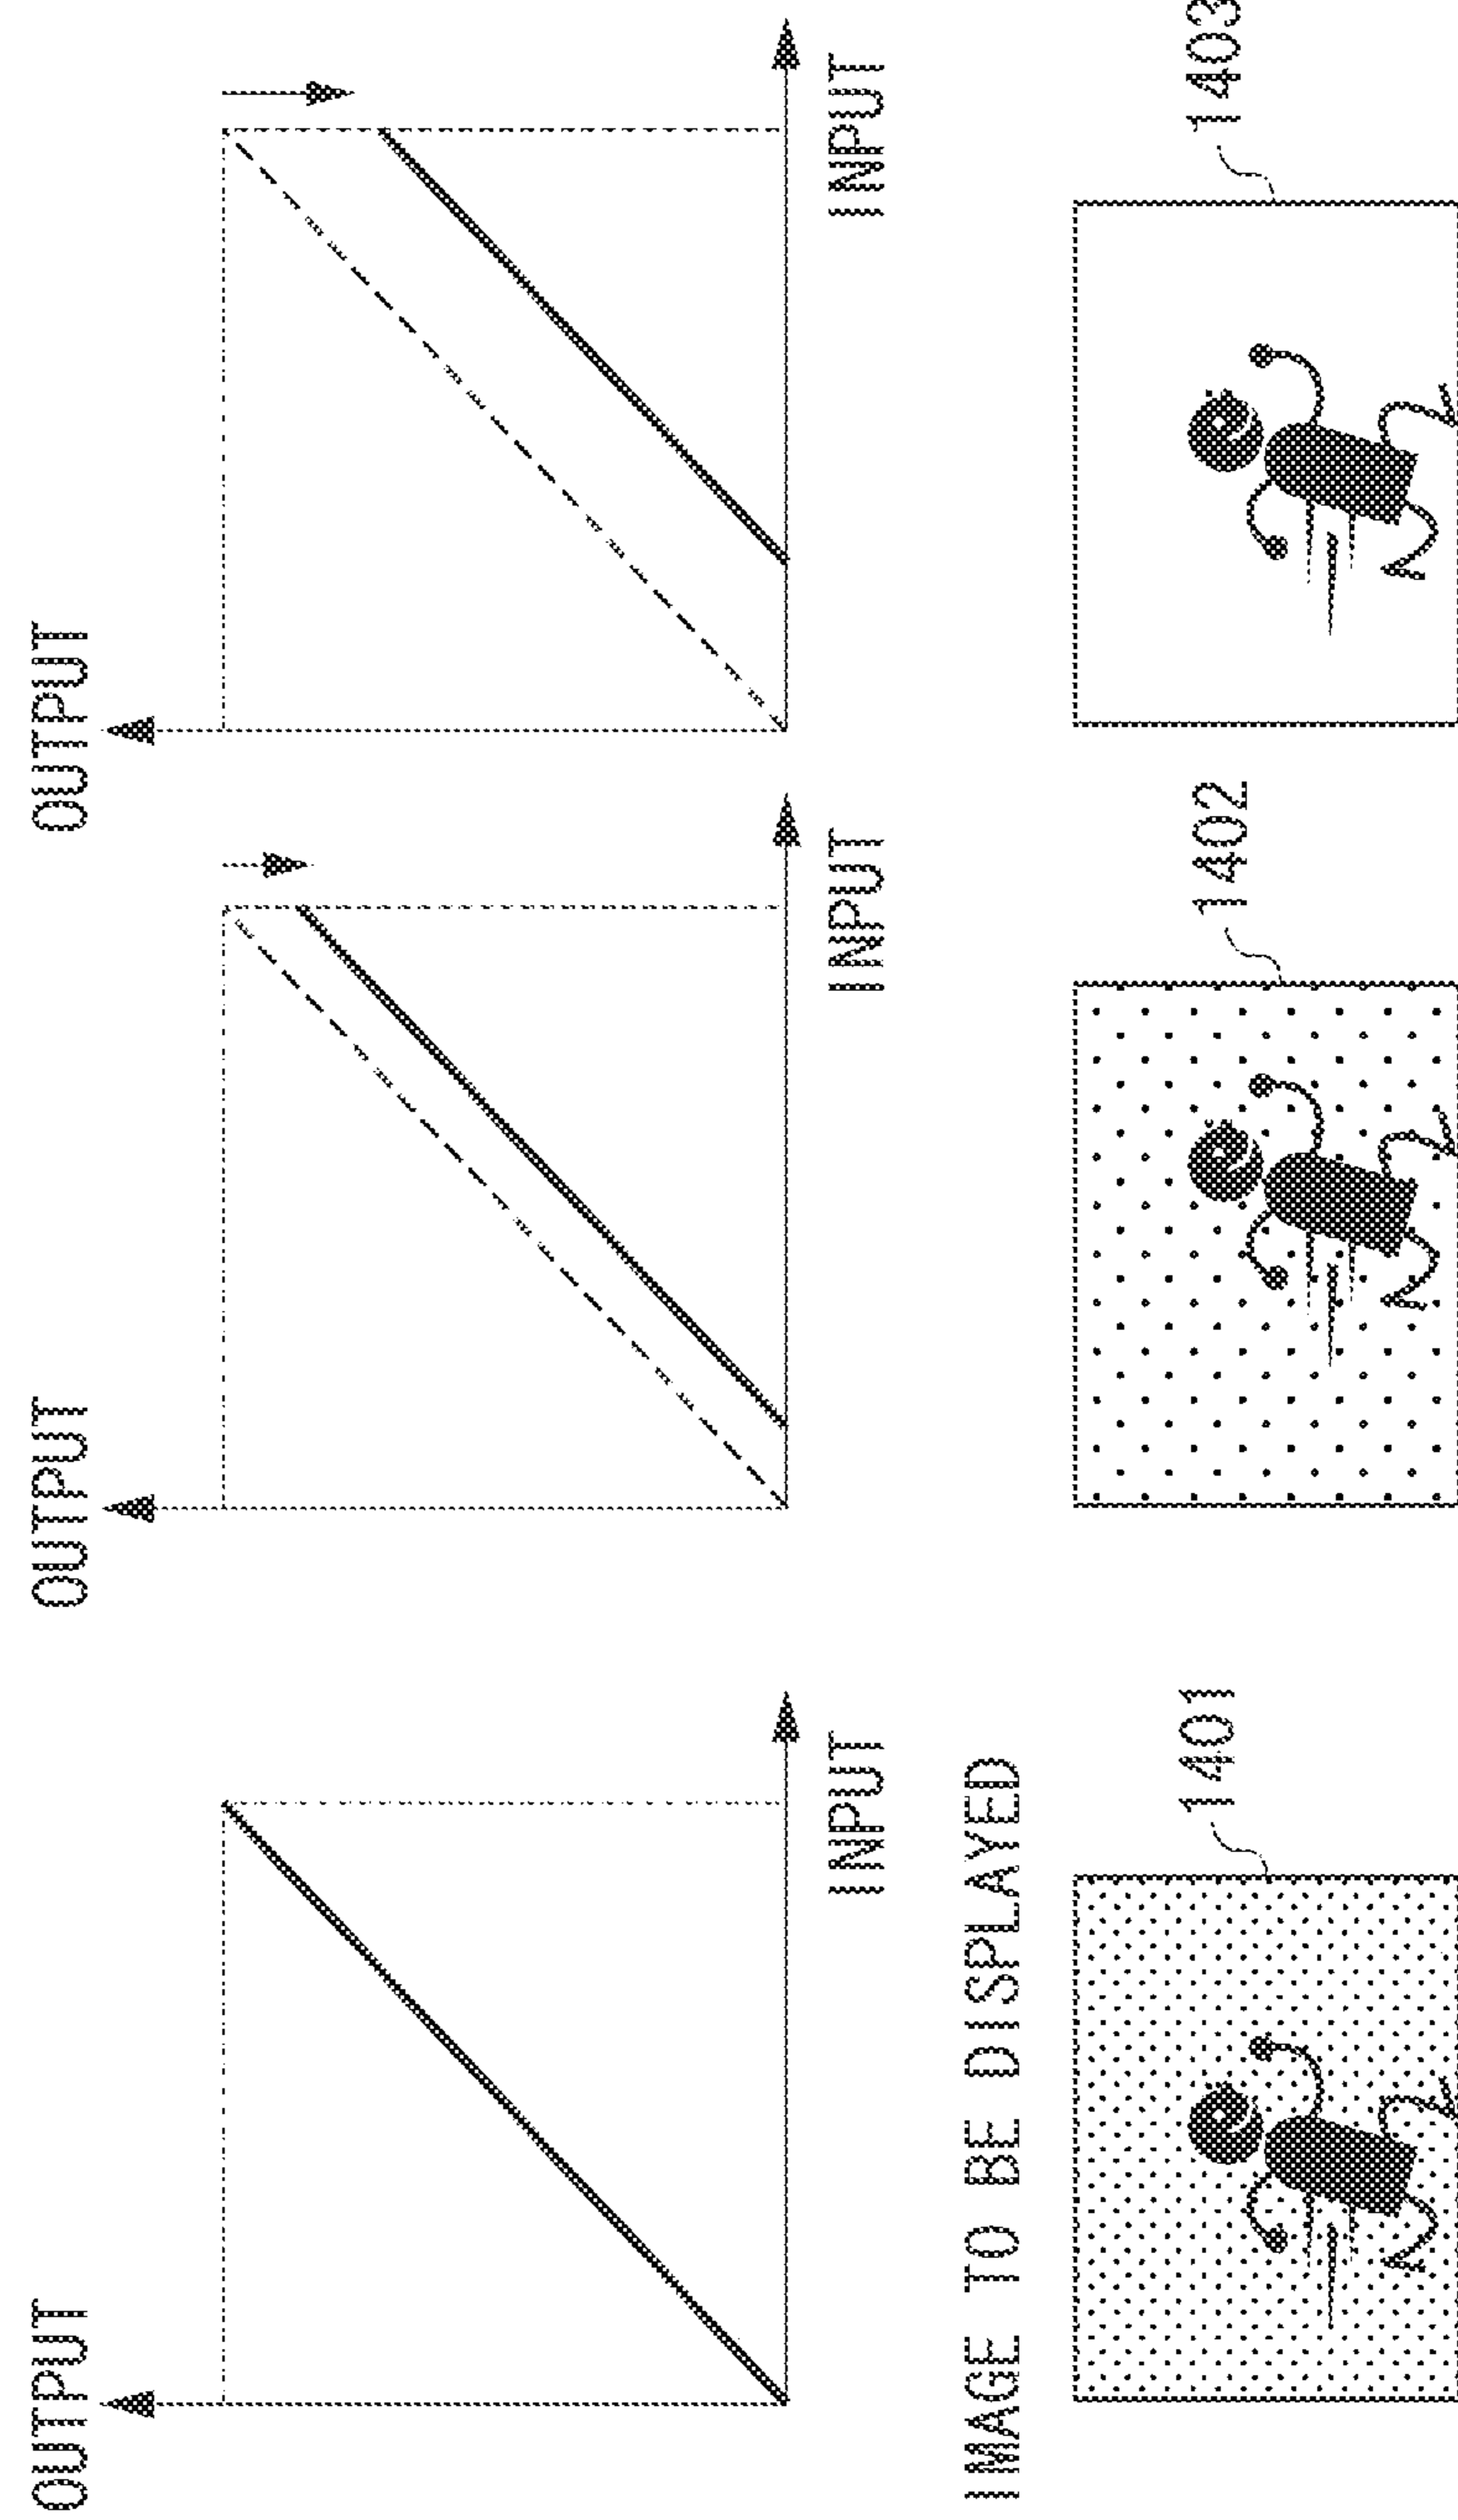 OUTPUT
OUTPUT
OUTPUT
INPUT
INPUT
INPUT
IMAGE TO BE DISPLAYED
1401
1402
1403